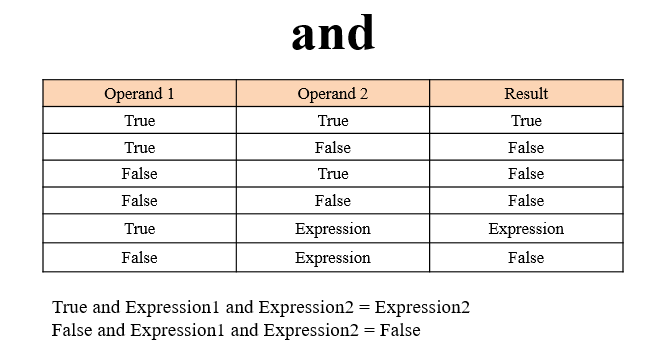 and
Operand 1 Operand 2 Result
True True True
True False False
False True False
False False False
True Expression Expression
False Expression False
True and Expression1 and Expression2 = Expression2
False and Expression1 and Expression2 = False